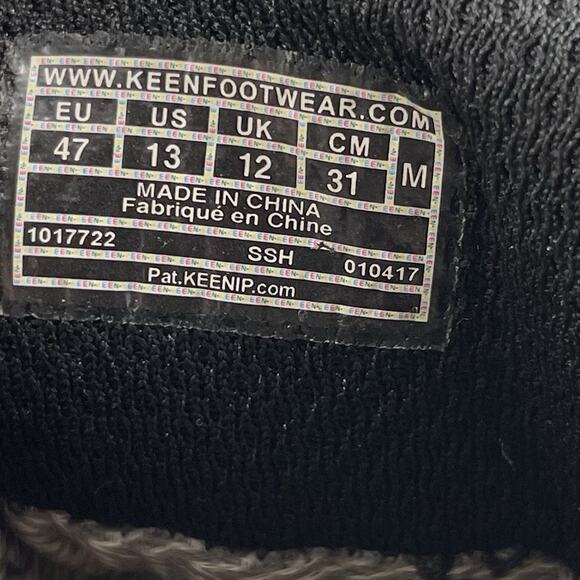 WWW.KEENFOOTWEAR.COM
EU US UK CM M
47 13 12 31
MADE IN CHINA
Fabriqué en Chine
1017722 SSH 010417
Pat.KEENIP.com